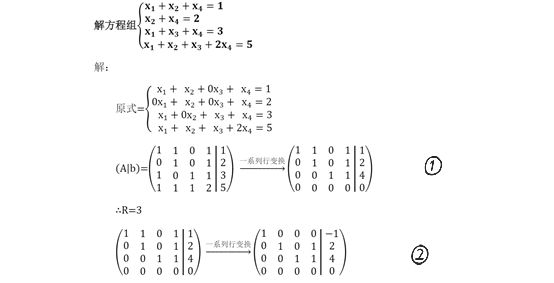 解方程组{x₁ + x₂ + x₄ = 1
x₂ + x₄ = 2
x₁ + x₃ + x₄ = 3
x₁ + x₂ + x₃ + 2x₄ = 5
解：
原式={x₁ + x₂ + 0x₃ + x₄ = 1
0x₁ + x₂ + 0x₃ + x₄ = 2
x₁ + 0x₂ + x₃ + x₄ = 3
x₁ + x₂ + x₃ + 2x₄ = 5
(A|b)=(1 1 0 1|1 一系列行变换 (1 1 0 1|1
0 1 0 1|2 0 1 0 1|2
1 0 1 1|3 0 0 1 1|4
1 1 1 2|5) 0 0 0 0|0) ①
∴R=3
(1 1 0 1|1 一系列行变换 (1 0 0 0|−1
0 1 0 1|2 0 1 0 1|2
0 0 1 1|4 0 0 1 1|4
0 0 0 0|0) 0 0 0 0|0) ②